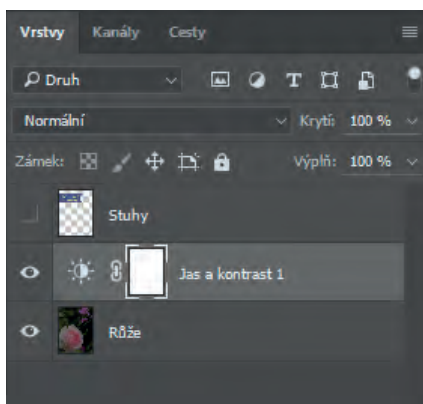 Vrstvy Kanály Cesty
Druh
Normální Krytí: 100 %
Zámek: Výplň: 100 %
Stuhy
Jas a kontrast 1
Růže